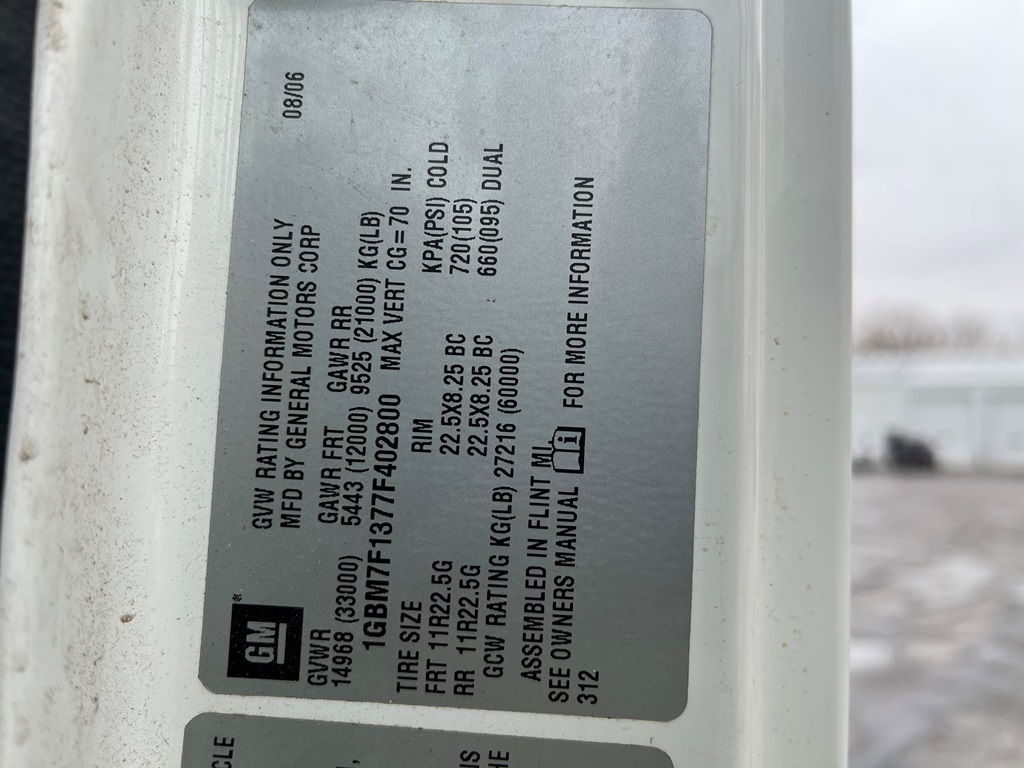 GM
®
GVW RATING INFORMATION ONLY
MFD BY GENERAL MOTORS CORP
08/06
GVWR GAWR FRT GAWR RR
14968 (33000) 5443 (12000) 9525 (21000) KG(LB)
1GBM7F1377F402800 MAX VERT CG=70 IN.
TIRE SIZE RIM KPA(PSI) COLD
FRT 11R22.5G 22.5X8.25 BC 720(105)
RR 11R22.5G 22.5X8.25 BC 660(095) DUAL
GCW RATING KG(LB) 27216 (60000)
ASSEMBLED IN FLINT MI.
SEE OWNERS MANUAL i FOR MORE INFORMATION
312